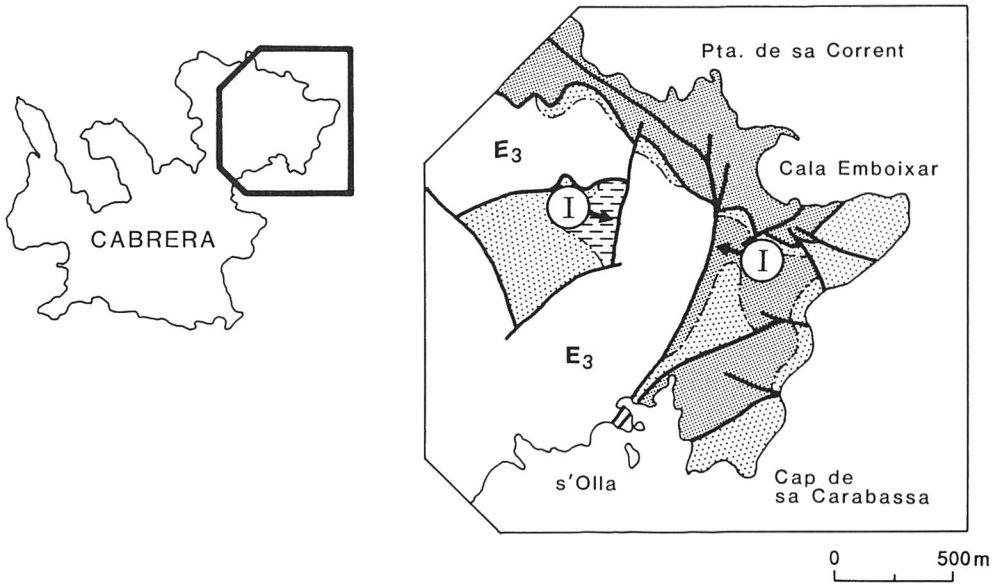 CABRERA
Pta. de sa Corrent
E3
Cala Emboixar
I
I
E3
s'Olla
Cap de
sa Carabassa
0 500 m